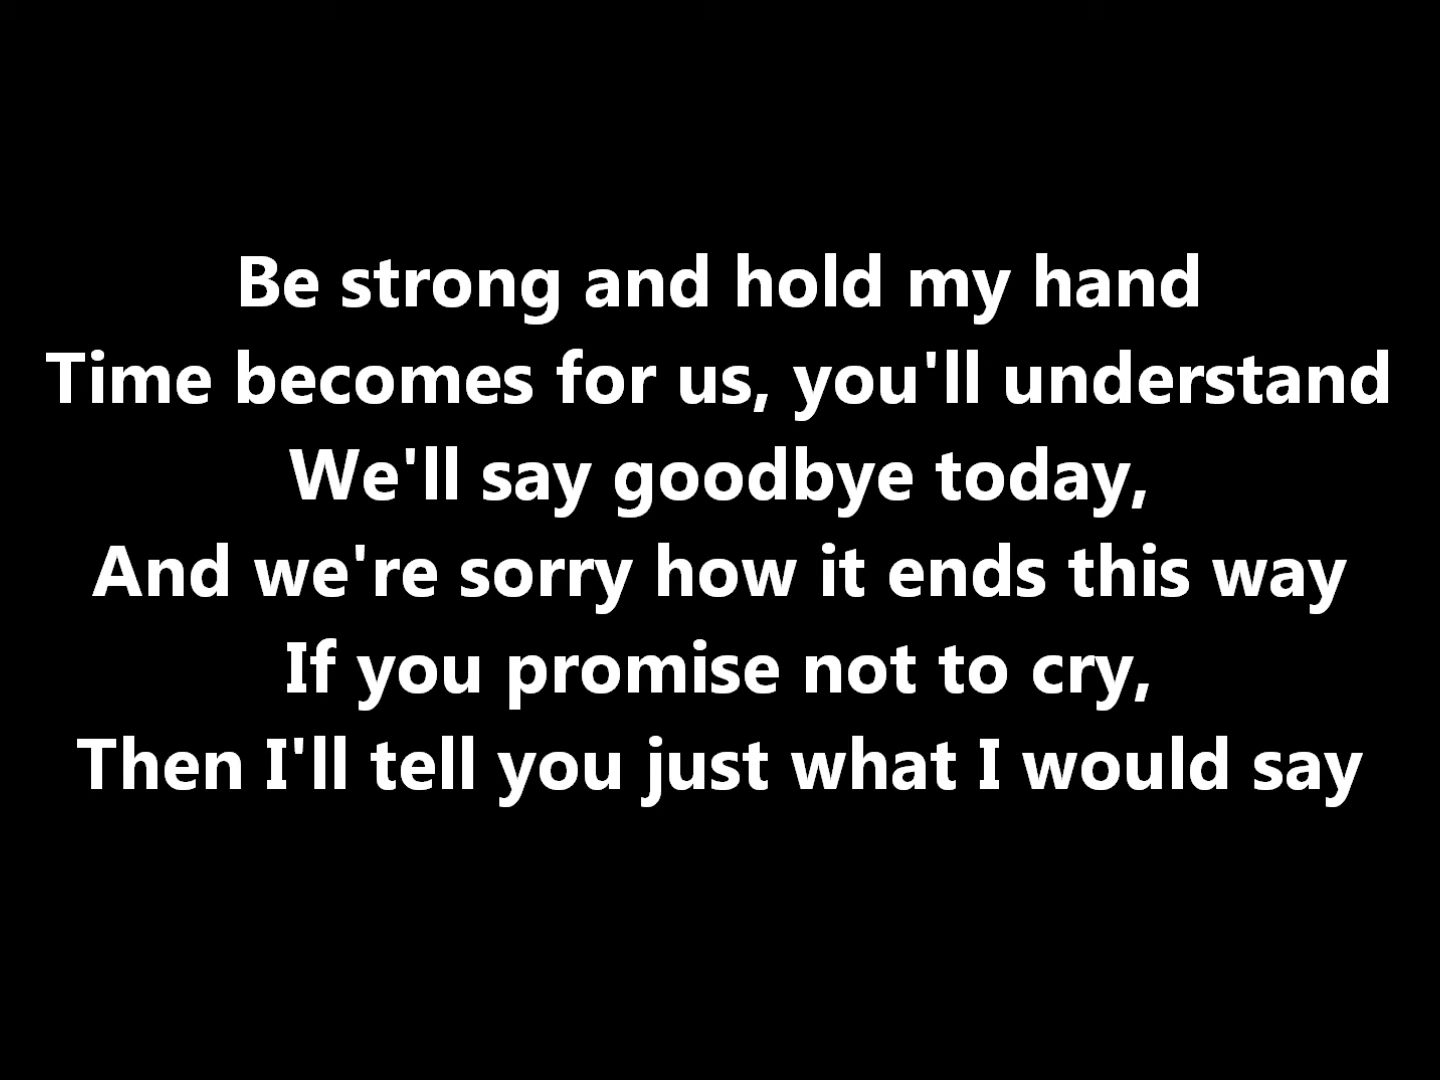 Be strong and hold my hand
Time becomes for us, you'll understand
We'll say goodbye today,
And we're sorry how it ends this way
If you promise not to cry,
Then I'll tell you just what I would say